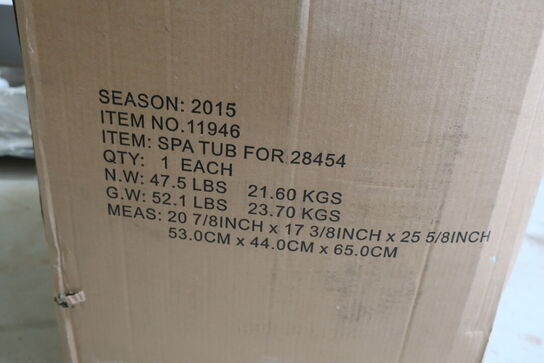 SEASON: 2015
ITEM NO.11946
ITEM: SPA TUB FOR 28454
QTY: 1 EACH
N.W: 47.5 LBS 21.60 KGS
G.W: 52.1 LBS 23.70 KGS
MEAS: 20 7/8INCH x 17 3/8INCH x 25 5/8INCH
53.0CM x 44.0CM x 65.0CM